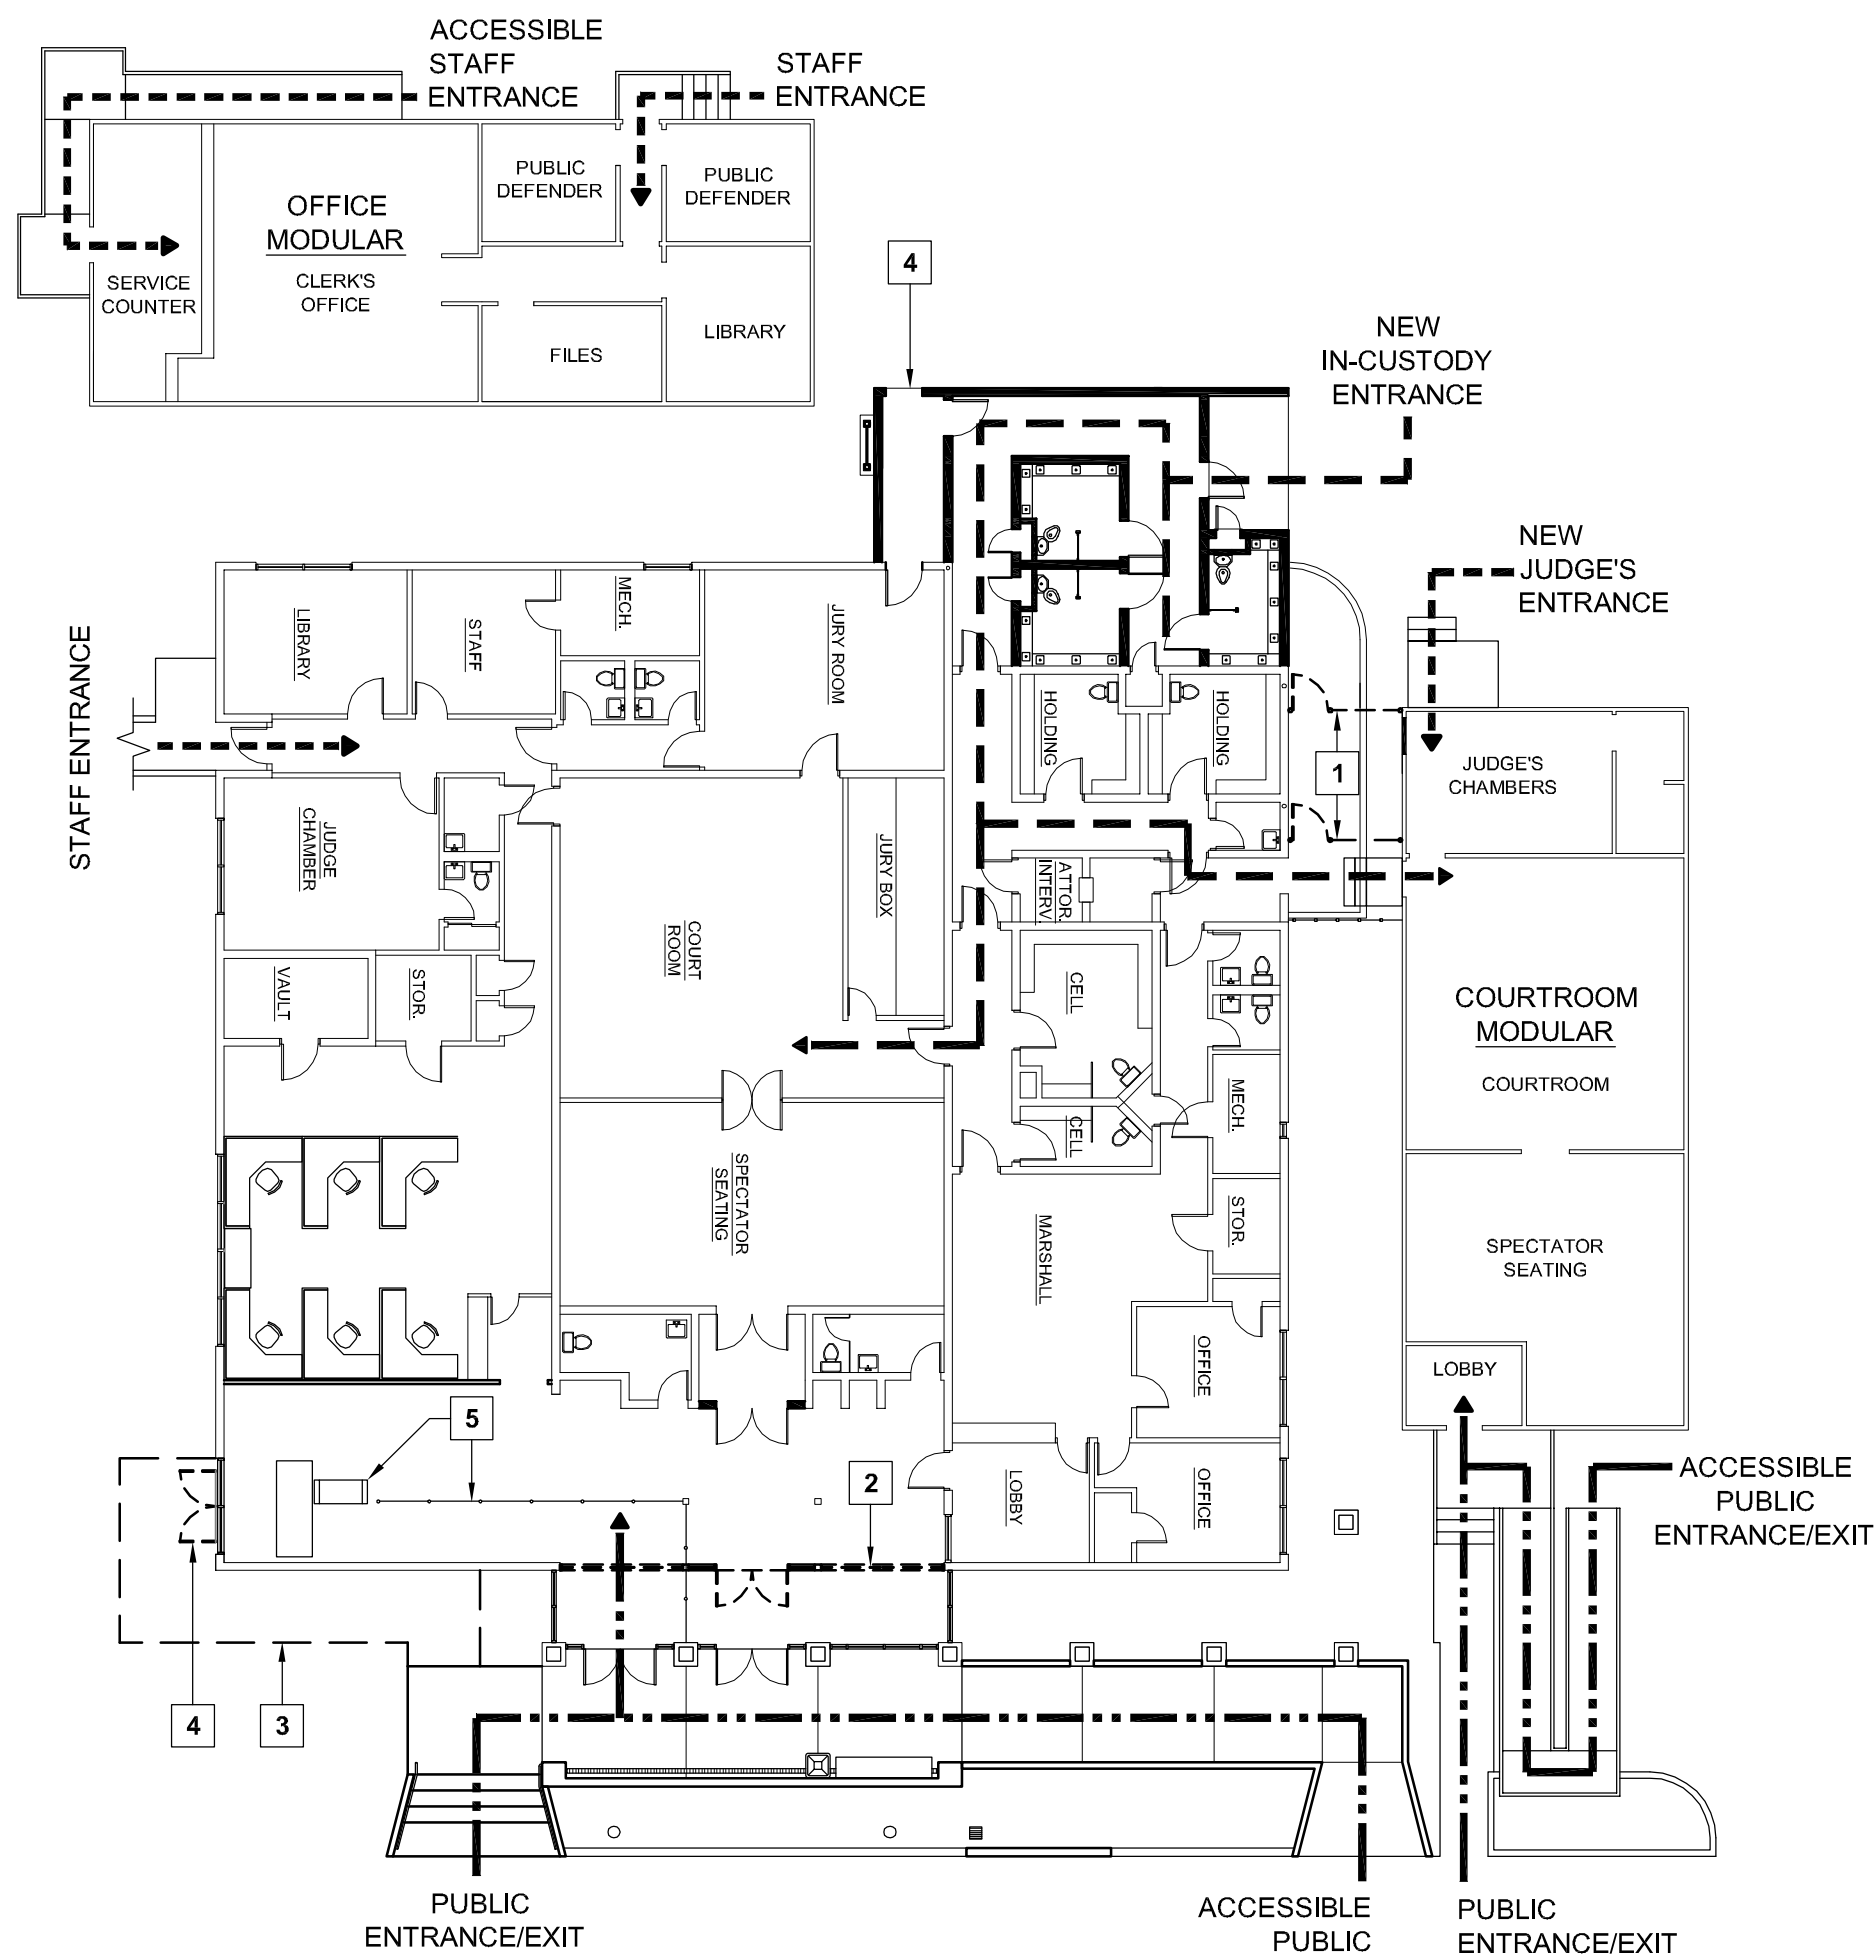 ACCESSIBLE
STAFF
ENTRANCE
STAFF
ENTRANCE
PUBLIC
DEFENDER
PUBLIC
DEFENDER
OFFICE
MODULAR
CLERK'S
OFFICE
SERVICE
COUNTER
FILES
LIBRARY
4
NEW
IN-CUSTODY
ENTRANCE
NEW
JUDGE'S
ENTRANCE
STAFF ENTRANCE
LIBRARY
STAFF
MECH.
JURY ROOM
HOLDING
HOLDING
1
JUDGE'S
CHAMBERS
JUDGE
CHAMBER
JURY BOX
ATTOR.
INTERV.
COURT
ROOM
VAULT
STOR.
CELL
COURTROOM
MODULAR
COURTROOM
CELL
MECH.
SPECTATOR
SEATING
MARSHALL
STOR.
SPECTATOR
SEATING
OFFICE
LOBBY
5
2
LOBBY
OFFICE
ACCESSIBLE
PUBLIC
ENTRANCE/EXIT
4
3
PUBLIC
ENTRANCE/EXIT
ACCESSIBLE
PUBLIC
PUBLIC
ENTRANCE/EXIT